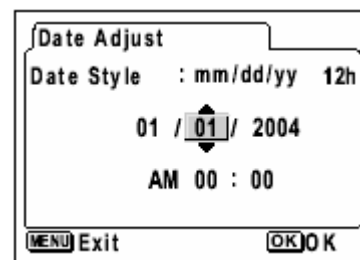 Date Adjust
Date Style : mm/dd/yy 12h
01 / 01 / 2004
AM 00 : 00
MENU Exit OK OK